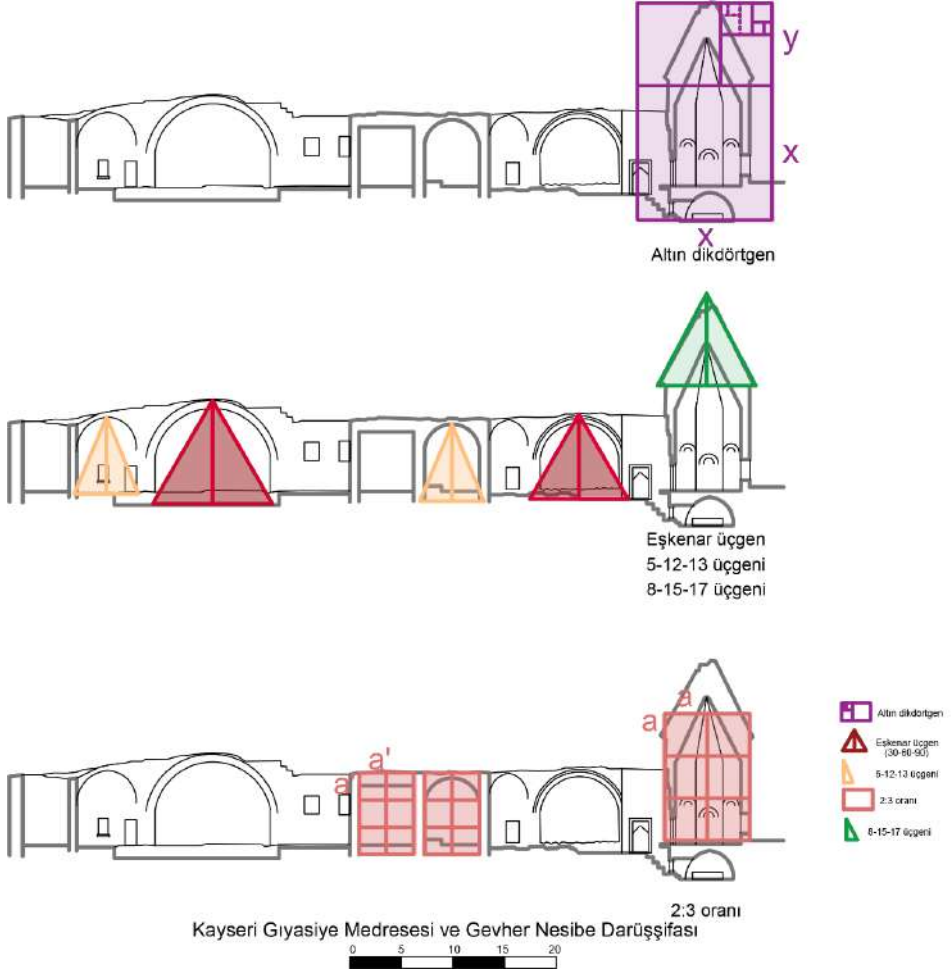 y
x
x
Altın dikdörtgen
Eşkenar üçgen
5-12-13 üçgeni
8-15-17 üçgeni
a
a
a'
a
Altın dikdörtgen
Eşkenar üçgen
(30-60-90)
5-12-13 üçgeni
2:3 oranı
8-15-17 üçgeni
2:3 oranı
Kayseri Gıyasiye Medresesi ve Gevher Nesibe Darüşşifası
0 5 10 15 20